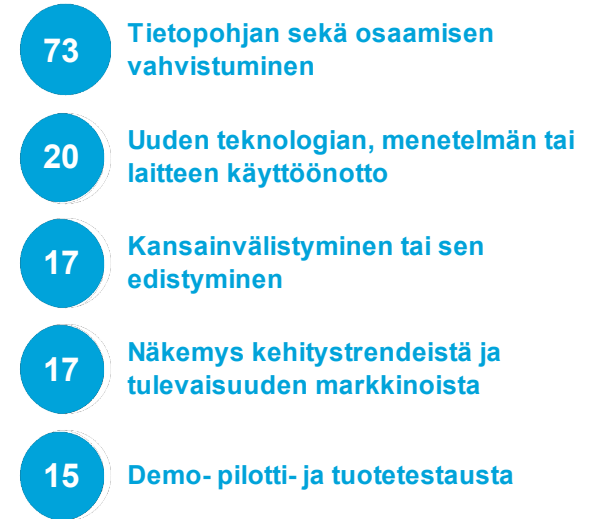 73
Tietopohjan sekä osaamisen
vahvistuminen
20
Uuden teknologian, menetelmän tai
laitteen käyttöönotto
17
Kansainvälistyminen tai sen
edistyminen
17
Näkemys kehitystrendeistä ja
tulevaisuuden markkinoista
15
Demo- pilotti- ja tuotetestausta